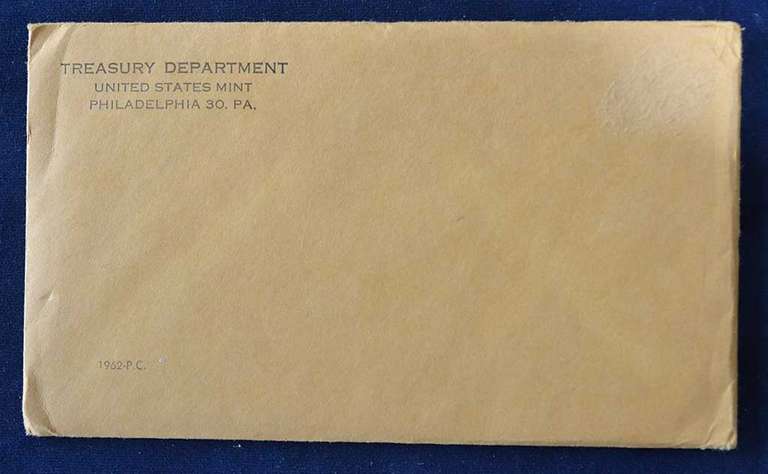 TREASURY DEPARTMENT
UNITED STATES MINT
PHILADELPHIA 30, PA.
1962-P.C.